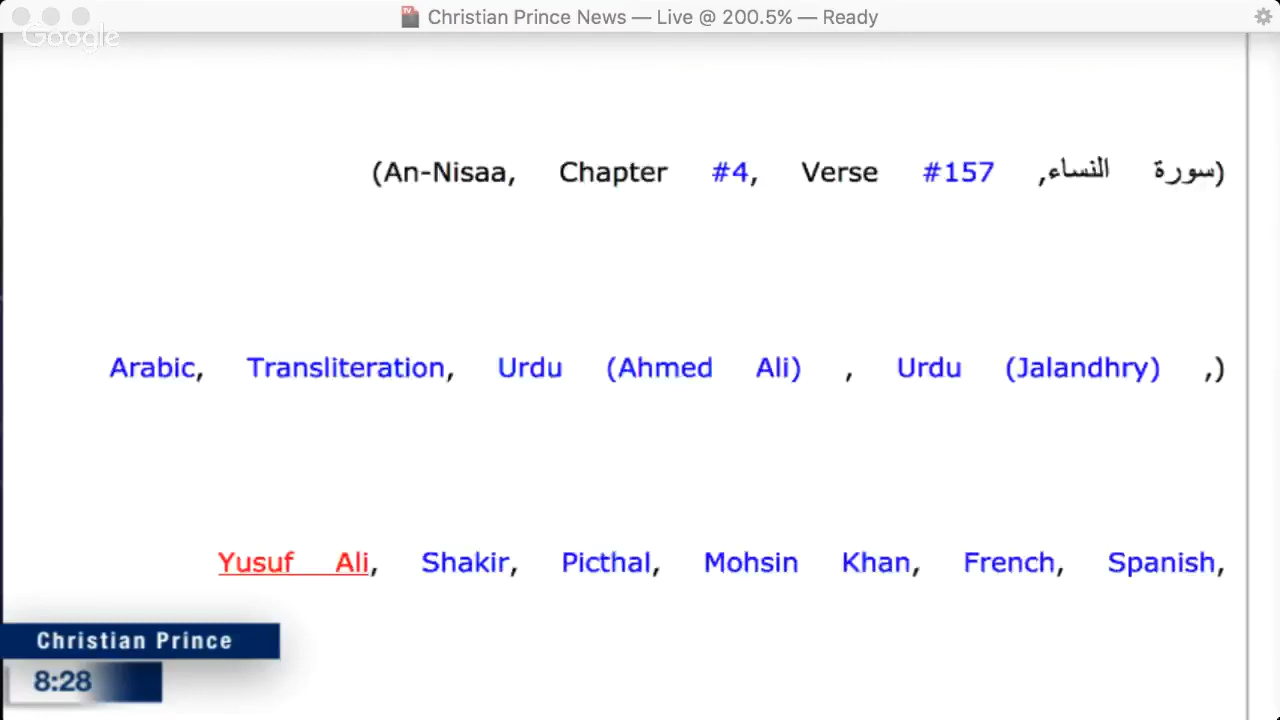 Christian Prince News — Live @ 200.5% — Ready
Google
(An-Nisaa, Chapter #4, Verse #157 ,سورة النساء)
Arabic, Transliteration, Urdu (Ahmed Ali) , Urdu (Jalandhry) ,)
Yusuf Ali, Shakir, Picthal, Mohsin Khan, French, Spanish,
Christian Prince
8:28